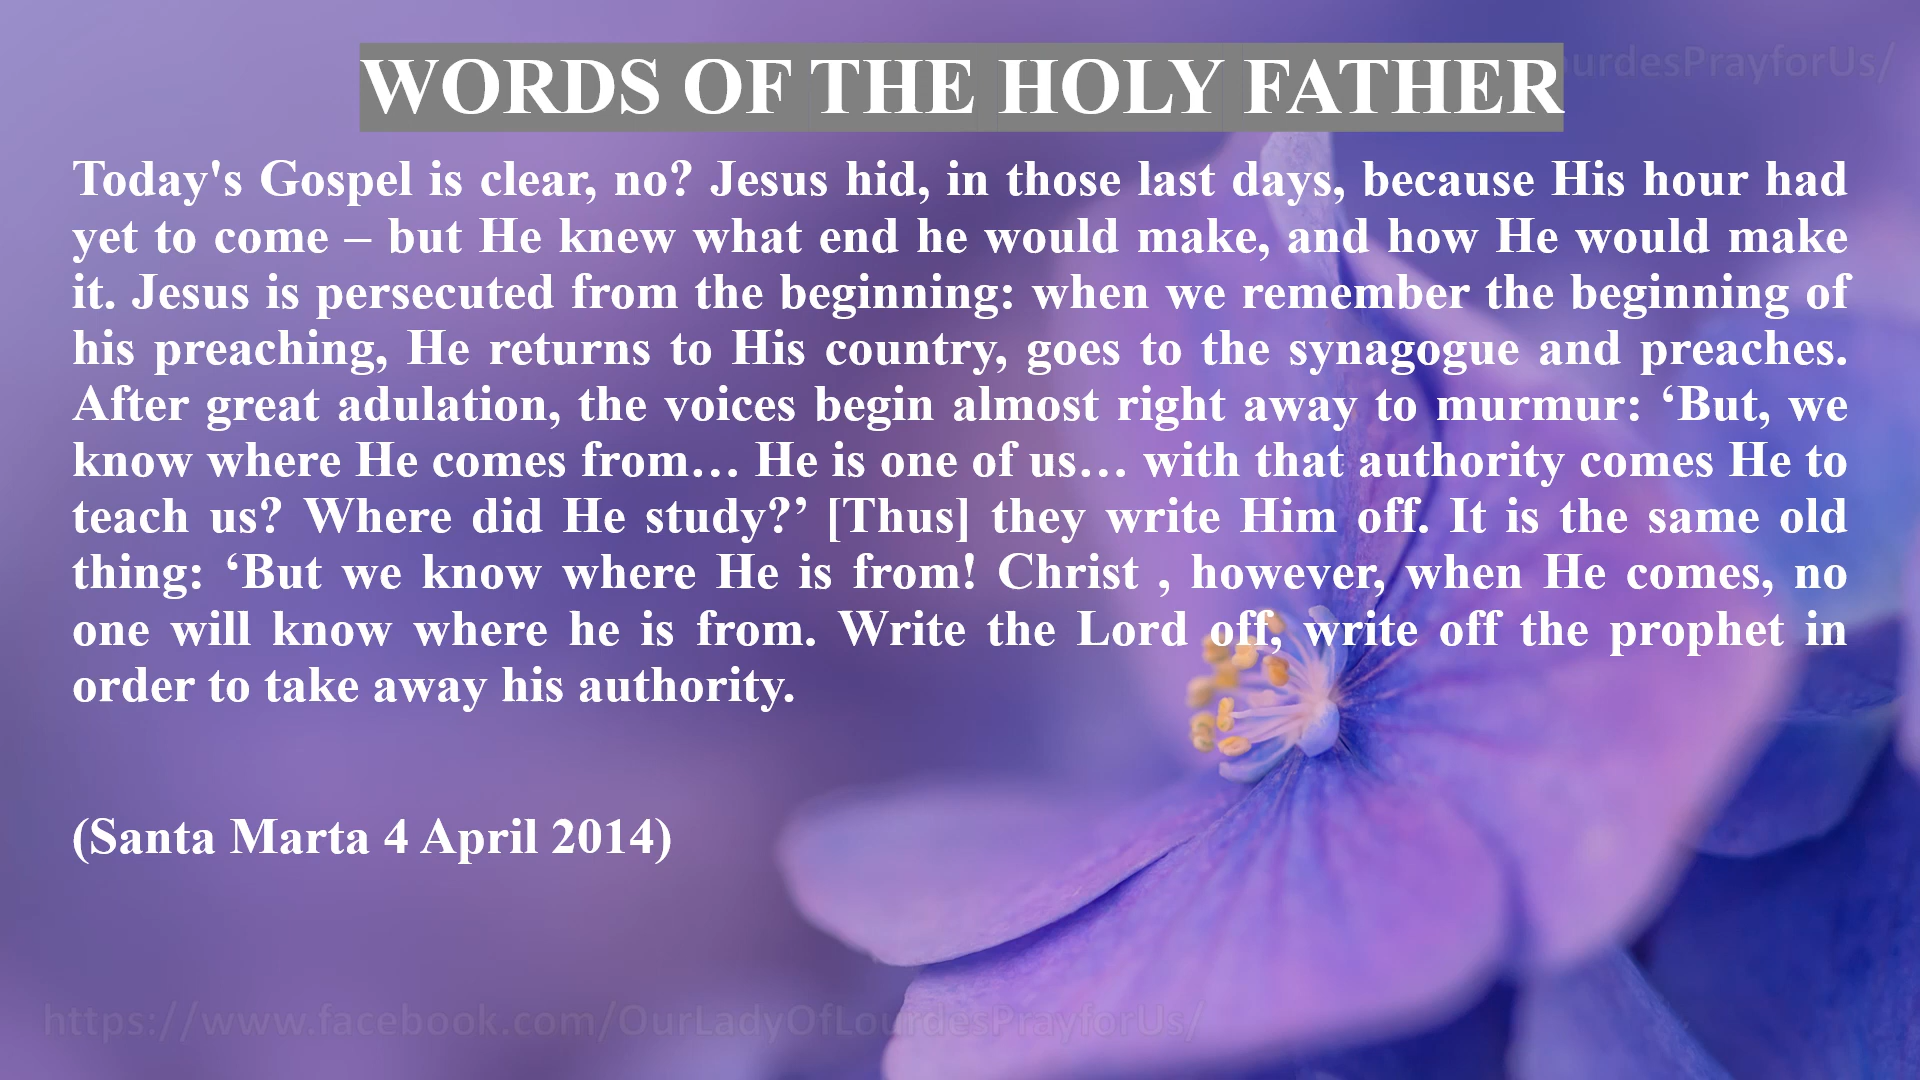 WORDS OF THE HOLY FATHER
urdesPrayforUs/
Today's Gospel is clear, no? Jesus hid, in those last days, because His hour had
yet to come – but He knew what end he would make, and how He would make
it. Jesus is persecuted from the beginning: when we remember the beginning of
his preaching, He returns to His country, goes to the synagogue and preaches.
After great adulation, the voices begin almost right away to murmur: ‘But, we
know where He comes from… He is one of us… with that authority comes He to
teach us? Where did He study?’ [Thus] they write Him off. It is the same old
thing: ‘But we know where He is from! Christ , however, when He comes, no
one will know where he is from. Write the Lord off, write off the prophet in
order to take away his authority.
(Santa Marta 4 April 2014)
https://www.facebook.com/OurLadyOfLourdesPrayforUs/